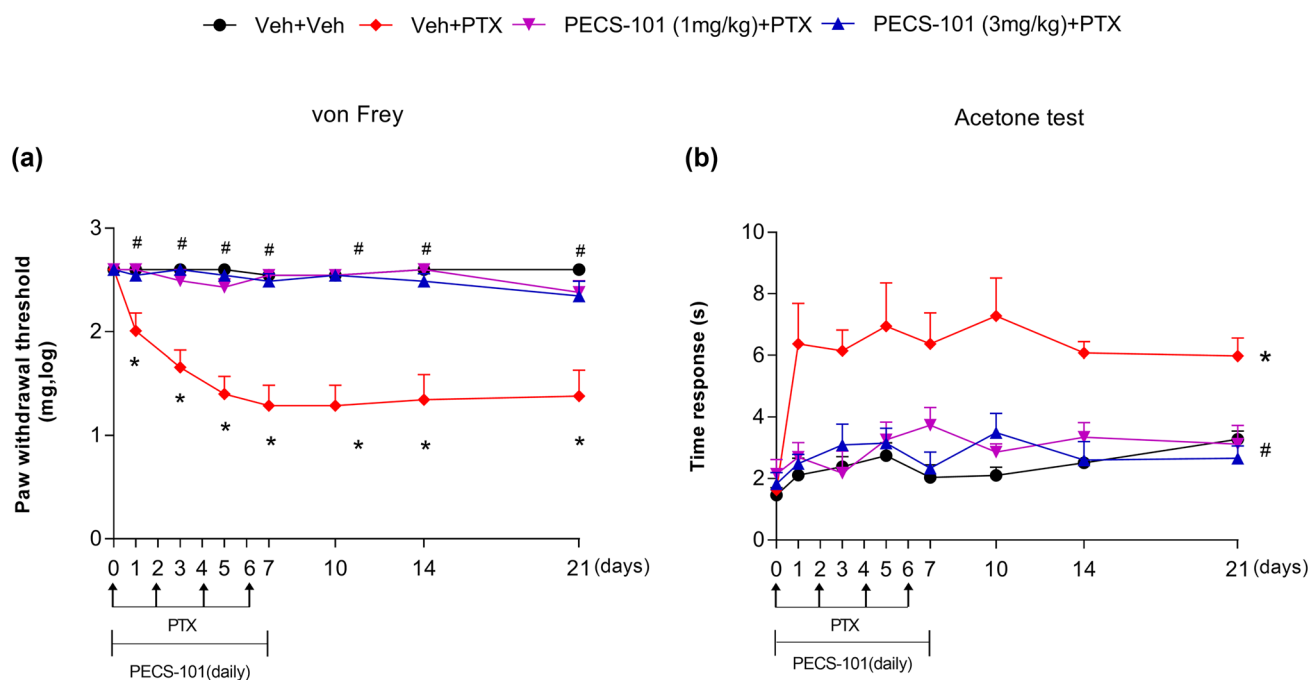 Veh+Veh Veh+PTX PECS-101 (1mg/kg)+PTX PECS-101 (3mg/kg)+PTX
von Frey
(a)
Paw withdrawal threshold
(mg,log)
3
2
1
0
# # # # # # #
* * * * * * *
0 1 2 3 4 5 6 7 10 14 21 (days)
PTX
PECS-101(daily)
Acetone test
(b)
Time response (s)
10
8
6
4
2
0
*
#
0 1 2 3 4 5 6 7 10 14 21 (days)
PTX
PECS-101(daily)